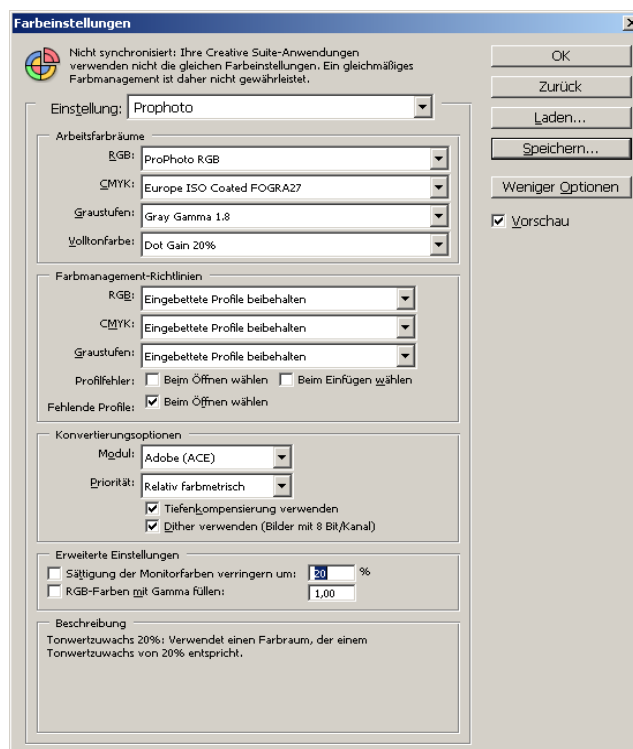 Farbeinstellungen
Nicht synchronisiert: Ihre Creative Suite-Anwendungen
verwenden nicht die gleichen Farbeinstellungen. Ein gleichmäßiges
Farbmanagement ist daher nicht gewährleistet.
Einstellung: Prophoto
Arbeitsfarbräume
RGB: ProPhoto RGB
CMYK: Europe ISO Coated FOGRA27
Graustufen: Gray Gamma 1.8
Volltonfarbe: Dot Gain 20%
Farbmanagement-Richtlinien
RGB: Eingebettete Profile beibehalten
CMYK: Eingebettete Profile beibehalten
Graustufen: Eingebettete Profile beibehalten
Profilfehler: Beim Öffnen wählen Beim Einfügen wählen
Fehlende Profile: Beim Öffnen wählen
Konvertierungsoptionen
Modul: Adobe (ACE)
Priorität: Relativ farbmetrisch
Tiefenkompensierung verwenden
Dither verwenden (Bilder mit 8 Bit/Kanal)
Erweiterte Einstellungen
Sättigung der Monitorfarben verringern um: 20 %
RGB-Farben mit Gamma füllen: 1,00
Beschreibung
Tonwertzuwachs 20%: Verwendet einen Farbraum, der einem
Tonwertzuwachs von 20% entspricht.
OK
Zurück
Laden...
Speichern...
Weniger Optionen
Vorschau